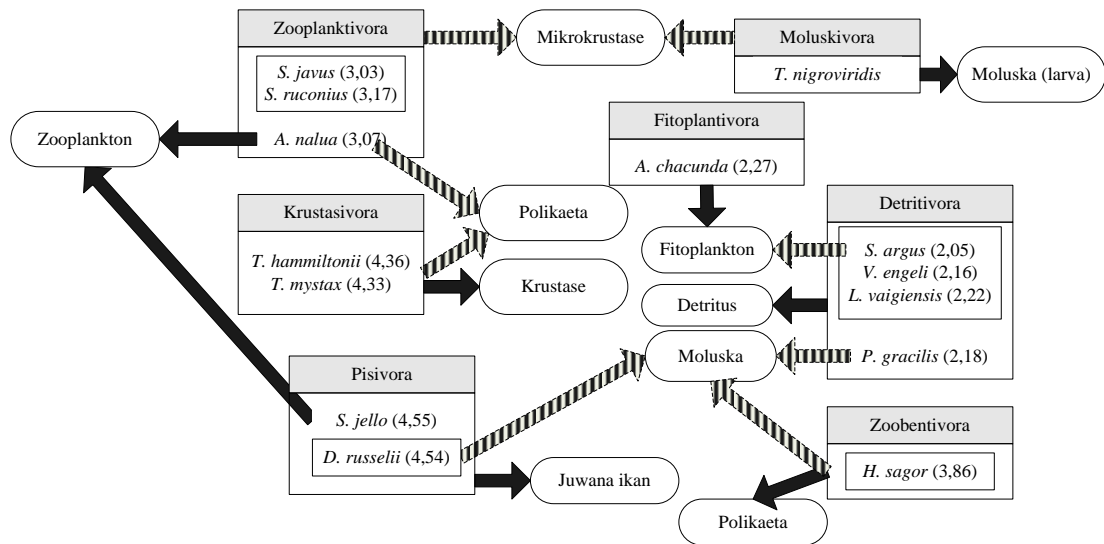 Zooplanktivora
S. javus (3,03)
S. ruconius (3,17)
A. nalua (3,07)
Mikrokrustase
Moluskivora
T. nigroviridis
Moluska (larva)
Zooplankton
Fitoplantivora
A. chacunda (2,27)
Krustasivora
T. hammiltonii (4,36)
T. mystax (4,33)
Polikaeta
Krustase
Fitoplankton
Detritus
Moluska
Detritivora
S. argus (2,05)
V. engeli (2,16)
L. vaigiensis (2,22)
P. gracilis (2,18)
Pisivora
S. jello (4,55)
D. russelii (4,54)
Juwana ikan
Zoobentivora
H. sagor (3,86)
Polikaeta